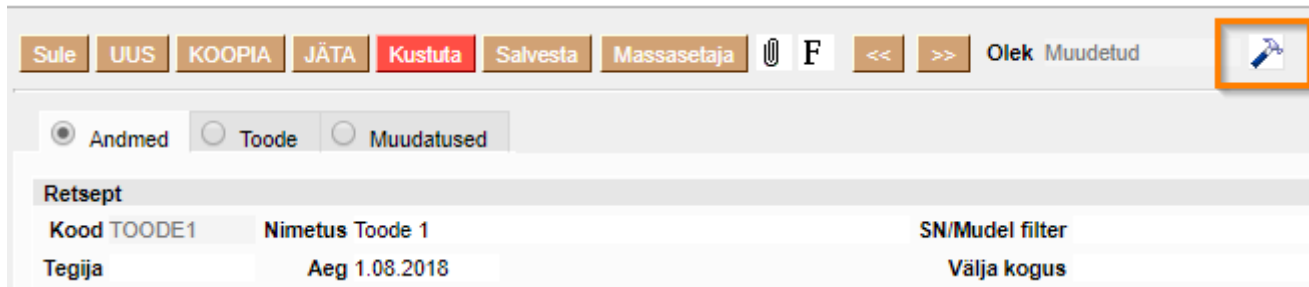 Sule UUS KOOPIA JÄTA Kustuta Salvesta Massasetaja F << >> Olek Muudetud
Andmed Toode Muudatused
Retsept
Kood TOODE1 Nimetus Toode 1 SN/Mudel filter
Tegija Aeg 1.08.2018 Välja kogus